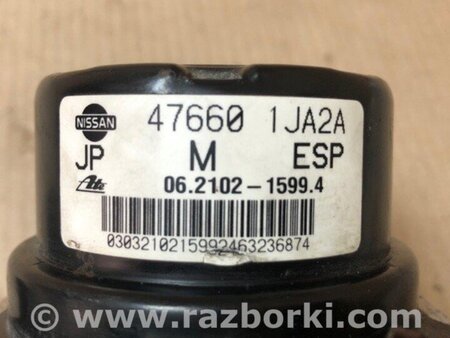 NISSAN 47660 1JA2A
JP M ESP
Ate 06.2102-1599.4
0303210215992463236874
© www.razborki.com